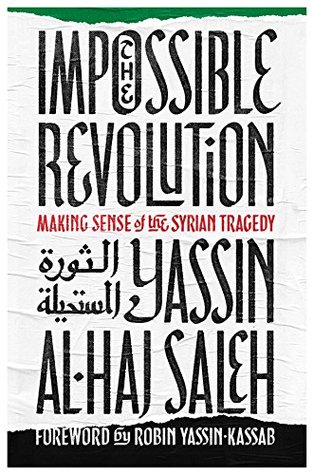 THE
IMPOSSIBLE
REVOLUTION
MAKING SENSE of the SYRIAN TRAGEDY
الثورة
المستحيلة
YASSIN
AL-HAJ SALEH
FOREWORD by ROBIN YASSIN-KASSAB